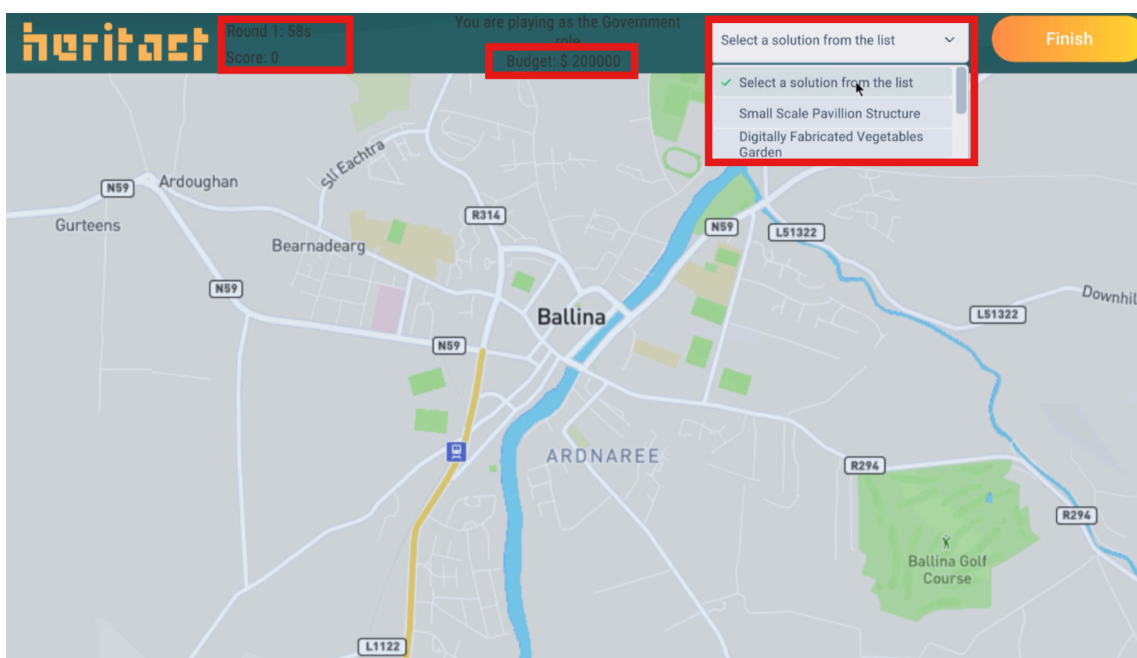 heritact
Round 1: 58s
Score: 0
You are playing as the Government
role
Budget: $ 200000
Select a solution from the list
Finish
Select a solution from the list
Small Scale Pavillion Structure
Digitally Fabricated Vegetables
Garden
Slí Eachtra
N59
Ardoughan
R314
Gurteens
N59
L51322
Bearnadearg
N59
Downhil
Ballina
L51322
N59
ARDNAREE
R294
R294
Ballina Golf
Course
L1122